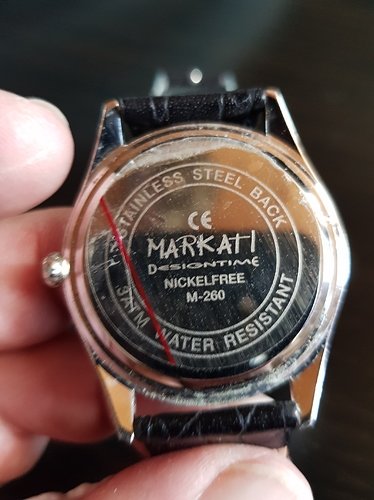 STAINLESS STEEL BACK
CE
MARKATI
DESIGNTIME
NICKELFREE
M-260
WATER RESISTANT